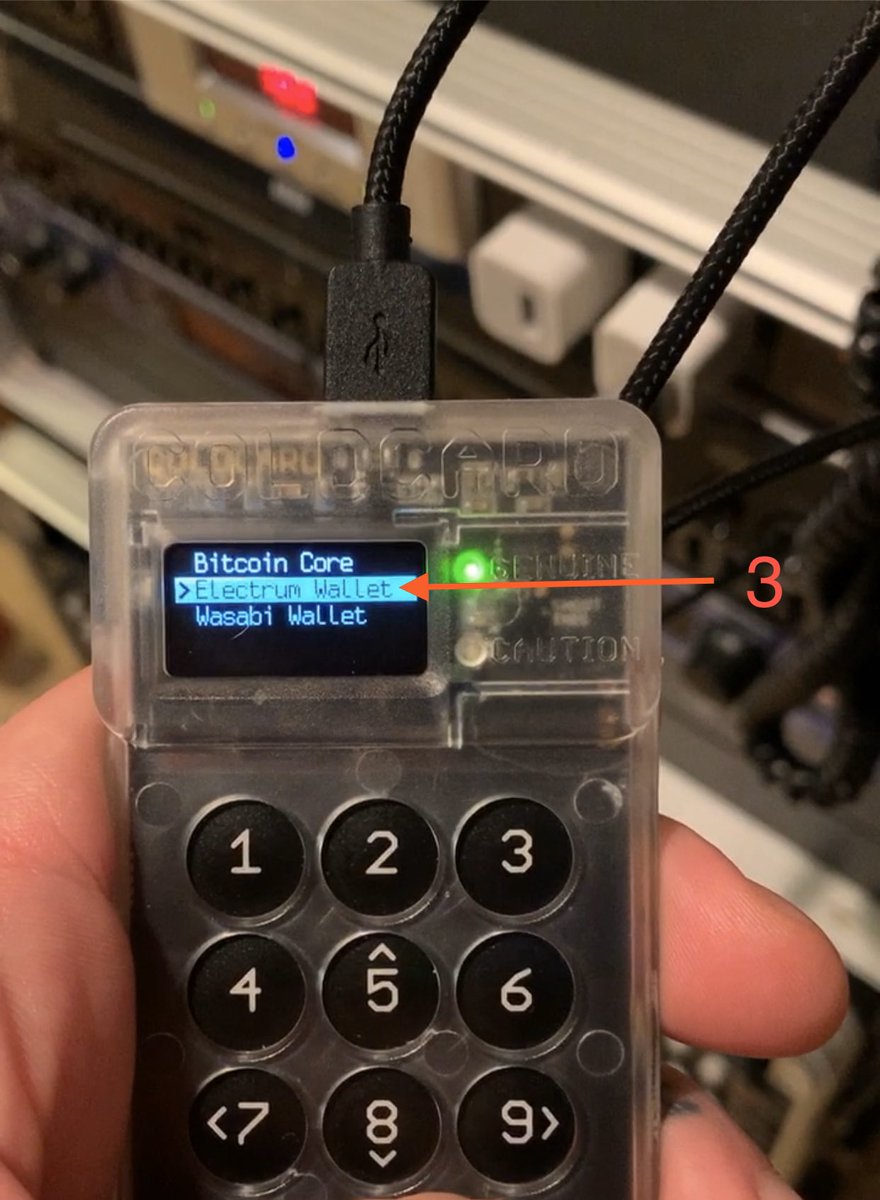 COLDCARD
Bitcoin Core
>Electrum Wallet
Wasabi Wallet
GENUINE
3
CAUTION
1 2 3
4 5 6
<7 8 9>